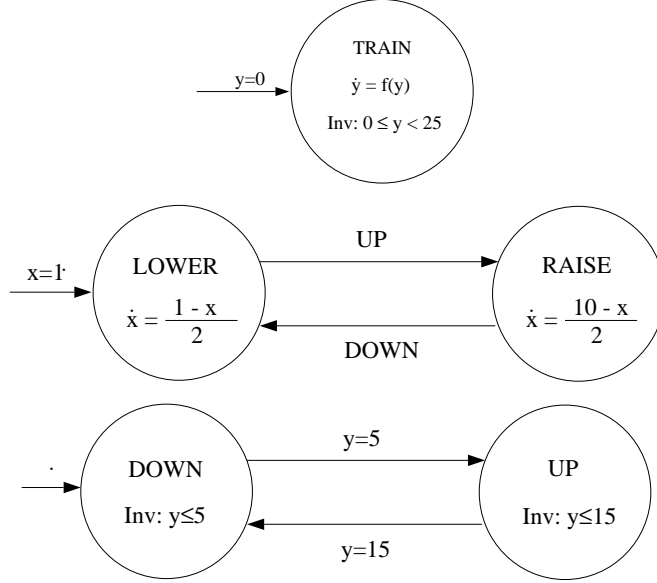 TRAIN
y=0
ẏ = f(y)
Inv: 0 ≤ y < 25
UP
x=1
LOWER
RAISE
ẋ = (1 - x)/2
ẋ = (10 - x)/2
DOWN
DOWN
y=5
UP
Inv: y≤5
Inv: y≤15
y=15